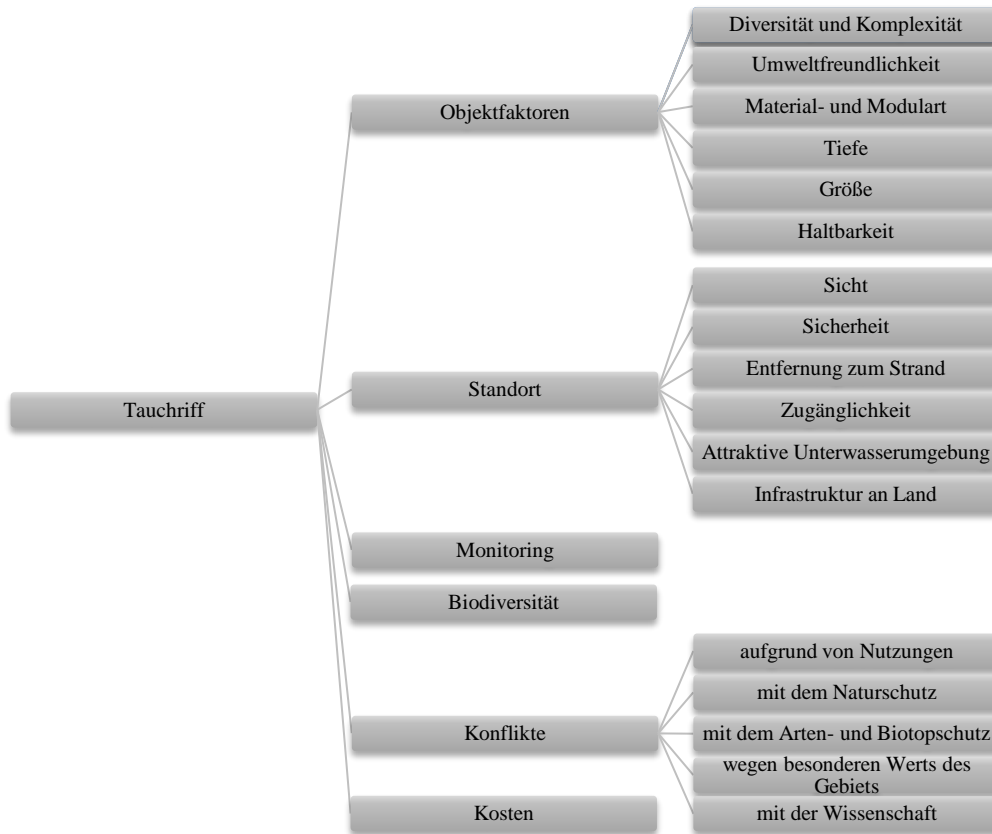 Tauchriff
Objektfaktoren
Diversität und Komplexität
Umweltfreundlichkeit
Material- und Modulart
Tiefe
Größe
Haltbarkeit
Standort
Sicht
Sicherheit
Entfernung zum Strand
Zugänglichkeit
Attraktive Unterwasserumgebung
Infrastruktur an Land
Monitoring
Biodiversität
Konflikte
aufgrund von Nutzungen
mit dem Naturschutz
mit dem Arten- und Biotopschutz
wegen besonderen Werts des
Gebiets
mit der Wissenschaft
Kosten